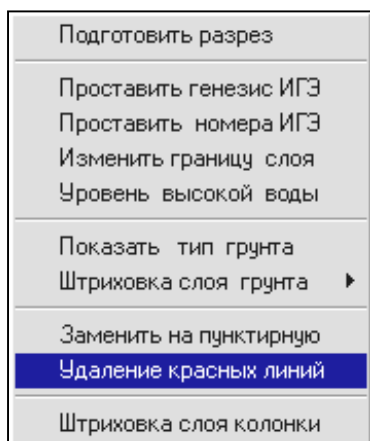 Подготовить разрез
Проставить генезис ИГЭ
Проставить номера ИГЭ
Изменить границу слоя
Уровень высокой воды
Показать тип грунта
Штриховка слоя грунта
Заменить на пунктирную
Удаление красных линий
Штриховка слоя колонки